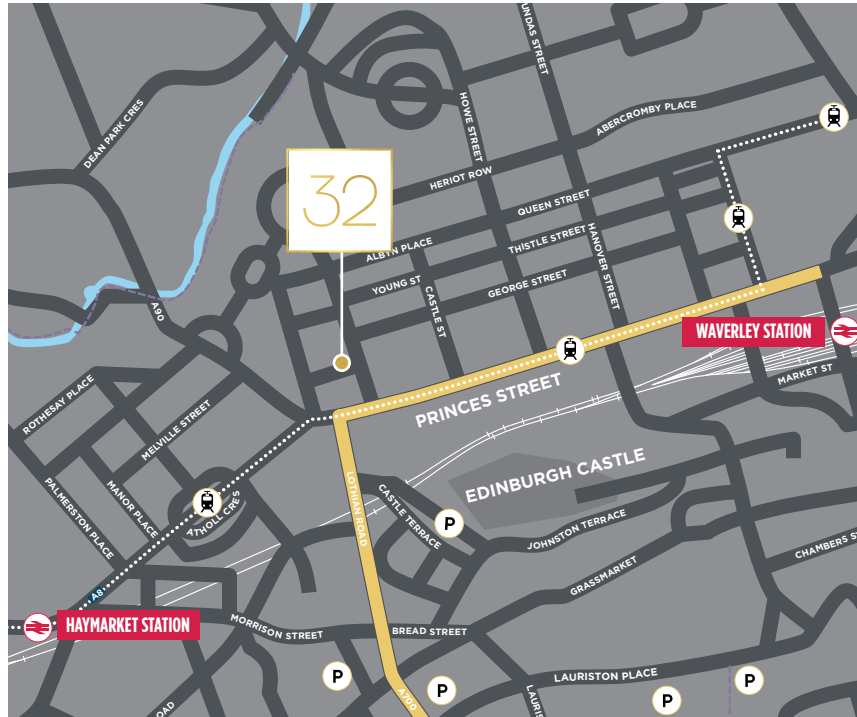 UNDAS STREET
DEAN PARK CRES
HOWE STREET
ABERCROMBY PLACE
32
HERIOT ROW
QUEEN STREET
ALBYN PLACE
THISTLE STREET
HANOVER STREET
YOUNG ST
CASTLE ST
GEORGE STREET
A90
WAVERLEY STATION
MARKET ST
PRINCES STREET
ROTHESAY PLACE
MELVILLE STREET
EDINBURGH CASTLE
PALMERSTON PLACE
MANOR PLACE
ATHOLL CRES
LOTHIAN ROAD
CASTLE TERRACE
P
JOHNSTON TERRACE
CHAMBERS S
GRASSMARKET
A8
HAYMARKET STATION
MORRISON STREET
BREAD STREET
LAURISTON PLACE
P
P
P
P
A700
OAD
LAURIS